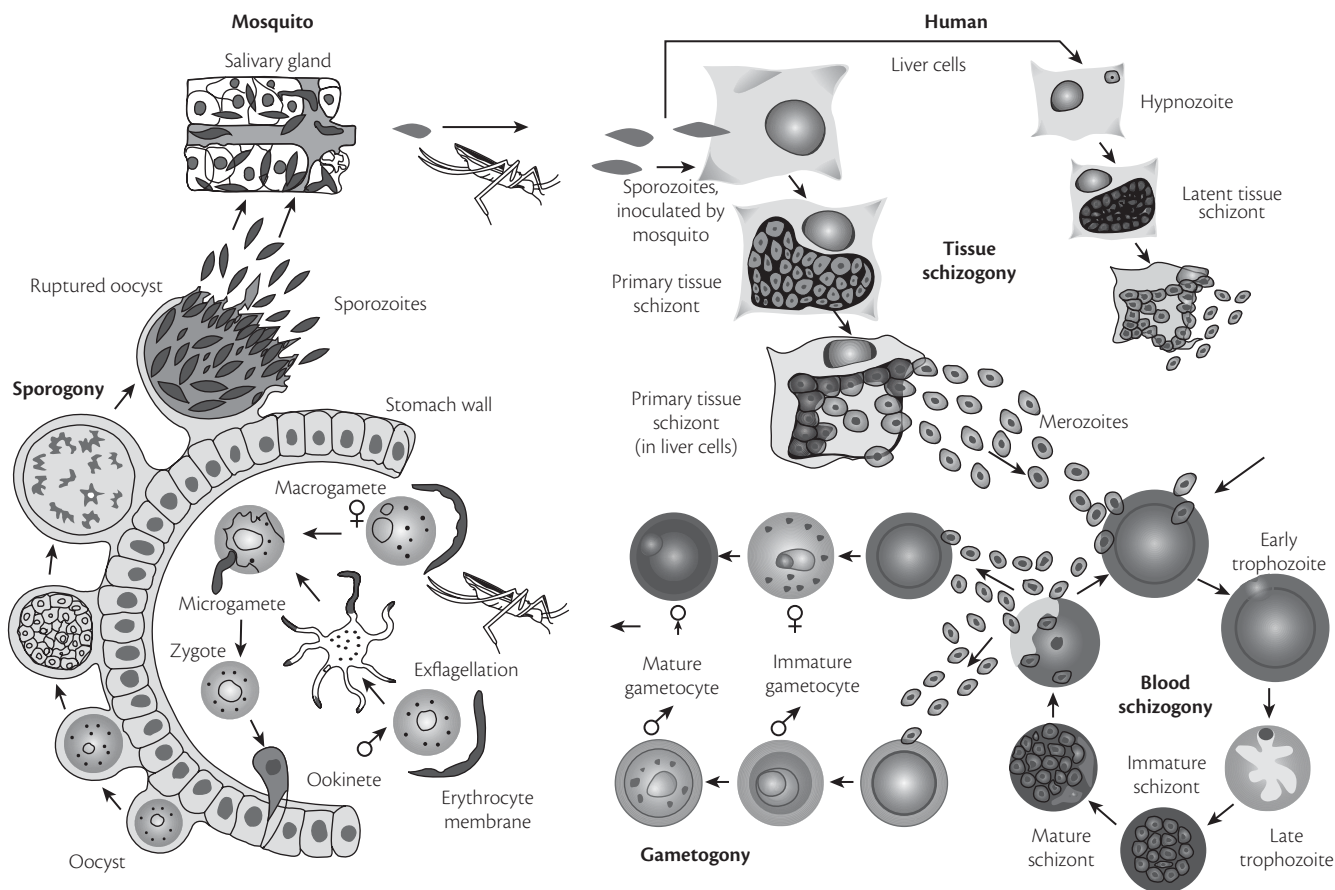 Mosquito
Salivary gland
Ruptured oocyst
Sporozoites
Sporogony
Stomach wall
Macrogamete
Microgamete
Zygote
Exflagellation
Ookinete
Erythrocyte
membrane
Oocyst
Human
Liver cells
Hypnozoite
Sporozoites,
inoculated by
mosquito
Latent tissue
schizont
Tissue
schizogony
Primary tissue
schizont
Primary tissue
schizont
(in liver cells)
Merozoites
Early
trophozoite
Mature
gametocyte
Immature
gametocyte
Blood
schizogony
Immature
schizont
Mature
schizont
Late
trophozoite
Gametogony